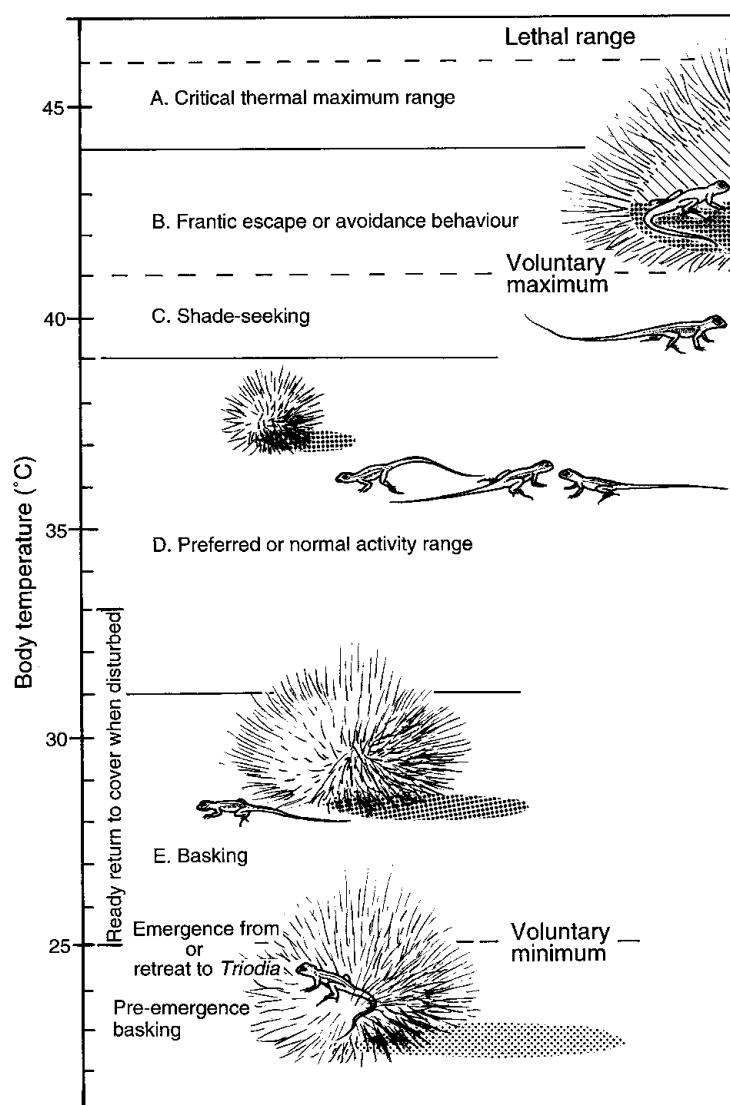 Lethal range
A. Critical thermal maximum range
45
B. Frantic escape or avoidance behaviour
Voluntary
maximum
40
C. Shade-seeking
35
D. Preferred or normal activity range
Body temperature (°C)
Ready return to cover when disturbed
30
E. Basking
Emergence from
or
retreat to Triodia
25
Voluntary
minimum
Pre-emergence
basking